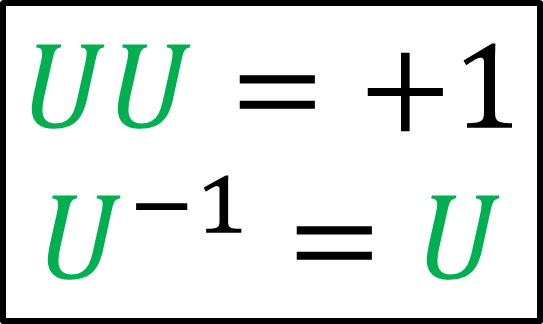 UU = +1
U⁻¹ = U